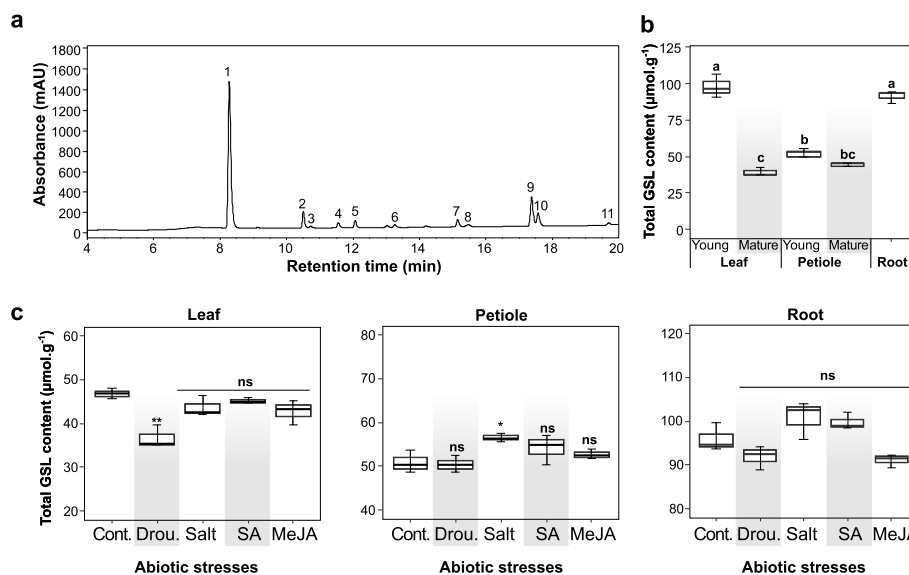 a
Absorbance (mAU)
1800
1600
1400
1200
1000
800
600
400
200
0
1
2
3
4
5
6
7
8
9
10
11
4 6 8 10 12 14 16 18 20
Retention time (min)
b
Total GSL content (µmol.g-1)
125
100
75
50
25
0
a
c
b
bc
a
Young Mature Young Mature
Leaf Petiole Root
c
Leaf
Total GSL content (µmol.g-1)
60
50
40
30
20
**
ns
Cont. Drou. Salt SA MeJA
Abiotic stresses
Petiole
80
70
60
50
40
ns
*
ns
ns
Cont. Drou. Salt SA MeJA
Abiotic stresses
Root
120
110
100
90
80
ns
Cont. Drou. Salt SA MeJA
Abiotic stresses